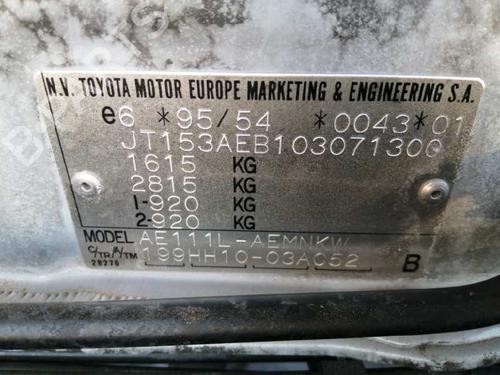 N.V. TOYOTA MOTOR EUROPE MARKETING & ENGINEERING S.A.
e6 *95/54 *0043*01
JT153AEB103071300
1615 KG
2815 KG
1-920 KG
2-920 KG
MODEL AE111L-AEMNKW
C/TR/A/TM 199HH10-03AC52 B
28270